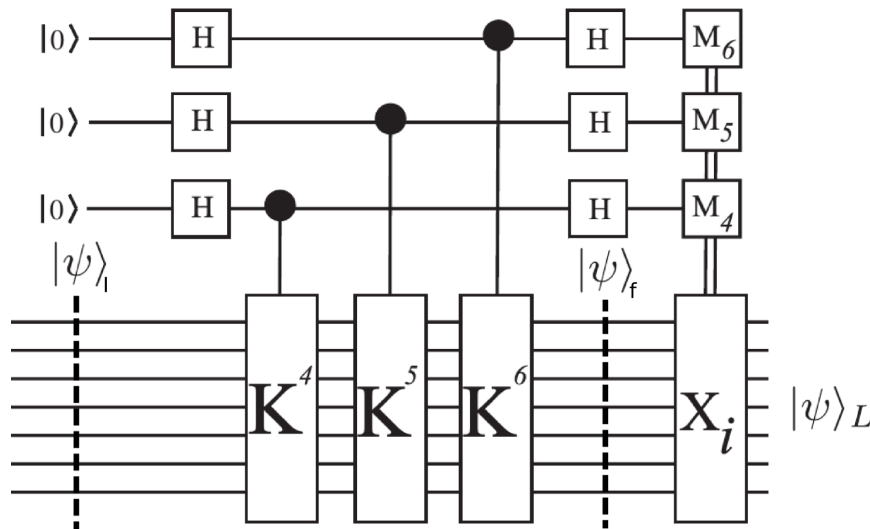 |0⟩ H H M₆
|0⟩ H H M₅
|0⟩ H H M₄
|ψ⟩ₗ |ψ⟩f
K⁴ K⁵ K⁶ Xᵢ |ψ⟩L